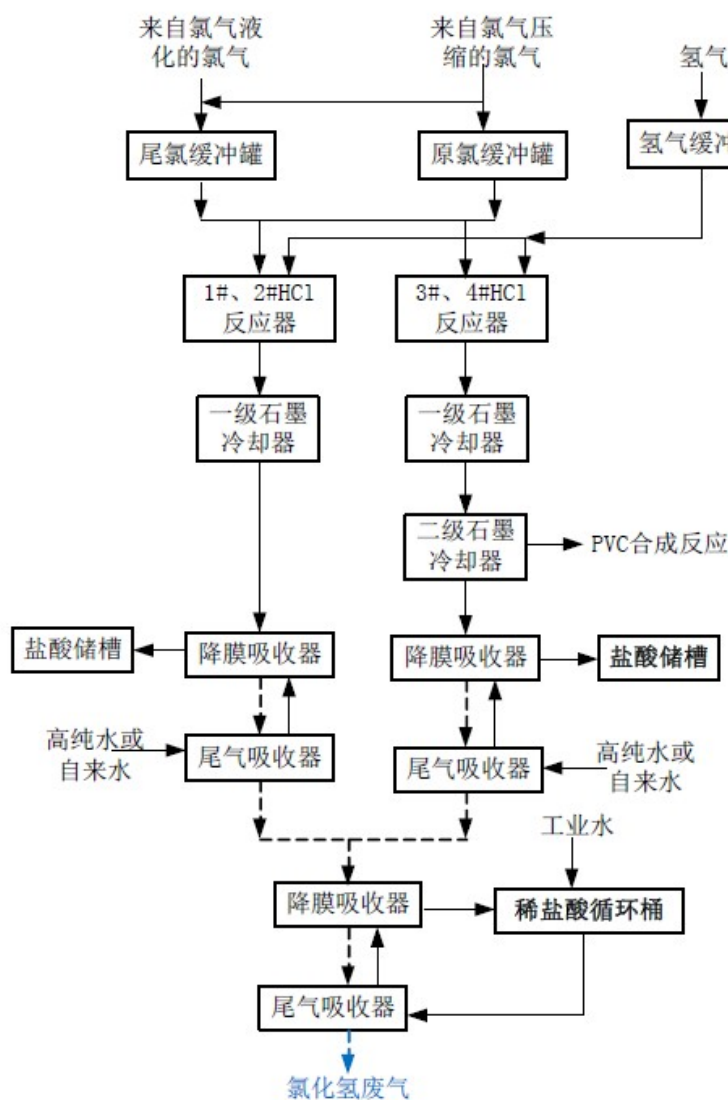 来自氯气液
化的氯气
来自氯气压
缩的氯气
氢气
尾氯缓冲罐
原氯缓冲罐
氢气缓冲
1#、2#HCl
反应器
3#、4#HCl
反应器
一级石墨
冷却器
一级石墨
冷却器
二级石墨
冷却器
PVC合成反应
盐酸储槽
降膜吸收器
降膜吸收器
盐酸储槽
高纯水或
自来水
尾气吸收器
尾气吸收器
高纯水或
自来水
工业水
降膜吸收器
稀盐酸循环桶
尾气吸收器
氯化氢废气